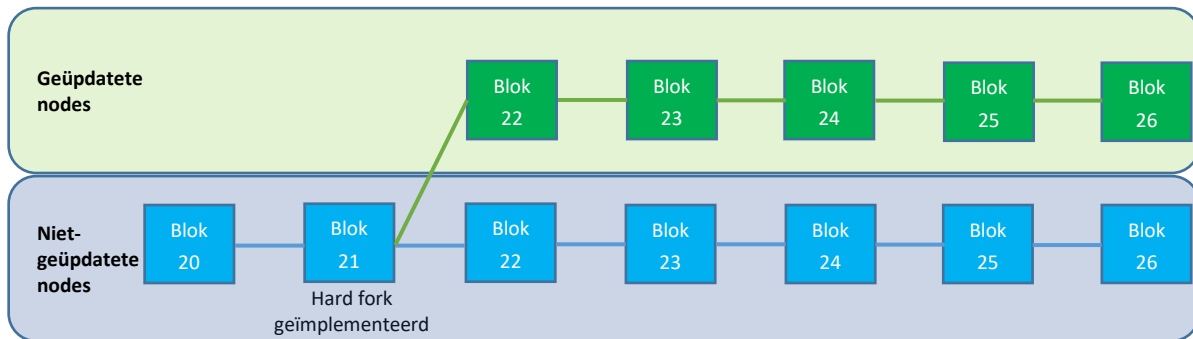 Geüpdatete
nodes
Blok
22
Blok
23
Blok
24
Blok
25
Blok
26
Niet-
geüpdatete
nodes
Blok
20
Blok
21
Blok
22
Blok
23
Blok
24
Blok
25
Blok
26
Hard fork
geïmplementeerd